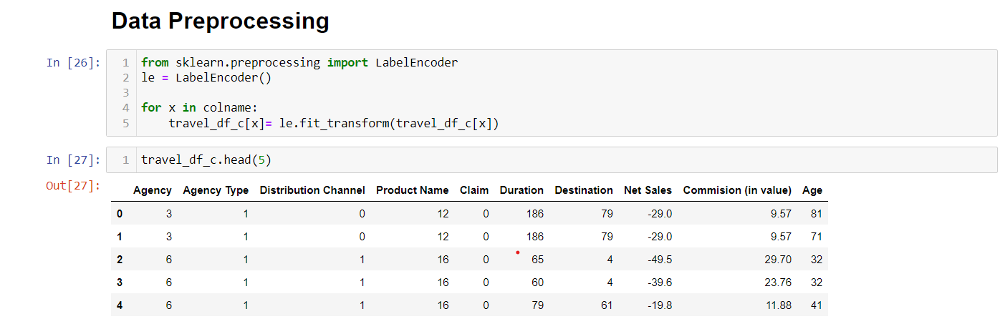 Data Preprocessing
In [26]:
1 from sklearn.preprocessing import LabelEncoder
2 le = LabelEncoder()
3
4 for x in colname:
5     travel_df_c[x]= le.fit_transform(travel_df_c[x])
In [27]:
1 travel_df_c.head(5)
Out[27]:
Agency Agency Type Distribution Channel Product Name Claim Duration Destination Net Sales Commision (in value) Age
0 3 1 0 12 0 186 79 -29.0 9.57 81
1 3 1 0 12 0 186 79 -29.0 9.57 71
2 6 1 1 16 0 65 4 -49.5 29.70 32
3 6 1 1 16 0 60 4 -39.6 23.76 32
4 6 1 1 16 0 79 61 -19.8 11.88 41